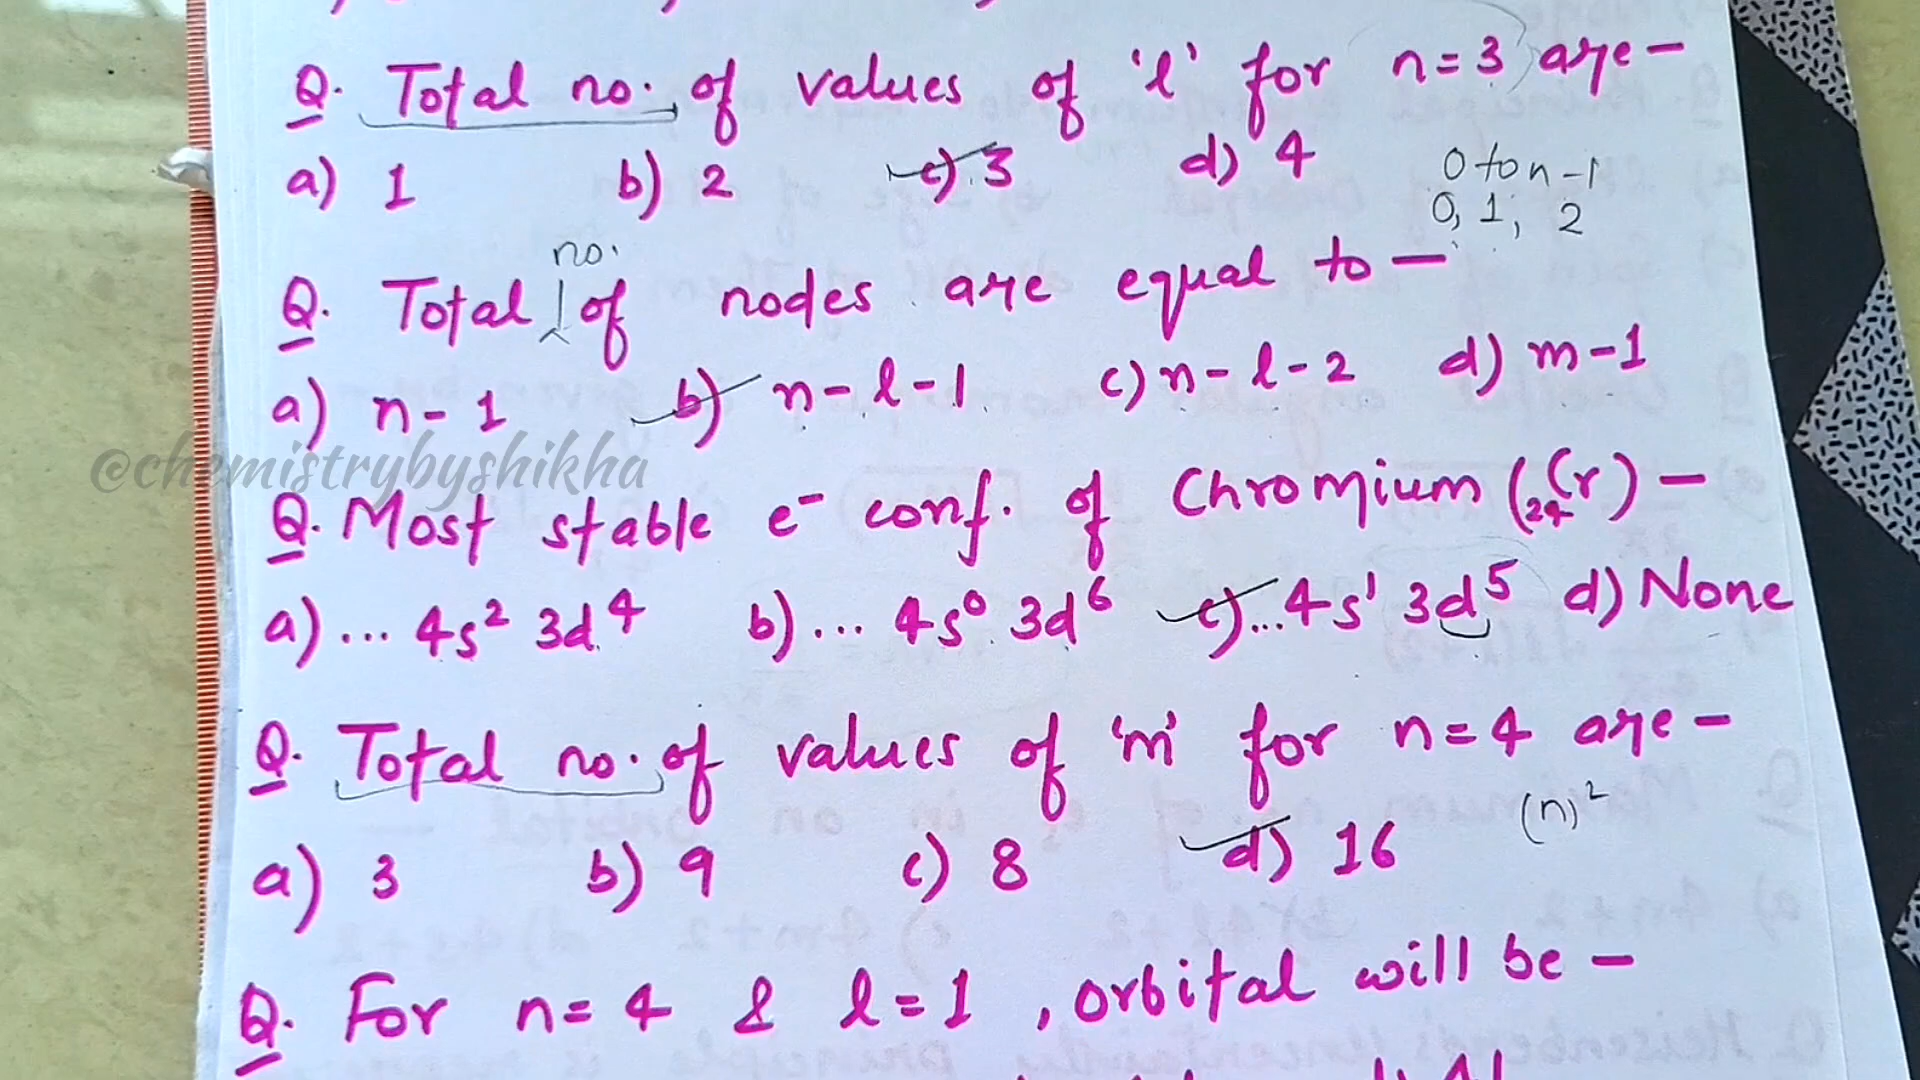 Q. Total no. of values of 'l' for n=3 are-
a) 1 b) 2 c) 3 d) 4
0 to n-1
0, 1, 2
no.
Q. Total of nodes are equal to -
a) n-1 b) n-l-1 c) n-l-2 d) m-1
@chemistrybyshikha
Q. Most stable e⁻ conf. of Chromium (₂₄Cr) -
a) ... 4s² 3d⁴ b) ... 4s⁰ 3d⁶ c) ... 4s¹ 3d⁵ d) None
Q. Total no. of values of 'm' for n=4 are-
(n)²
a) 3 b) 9 c) 8 d) 16
Q. For n=4 & l=1, orbital will be -